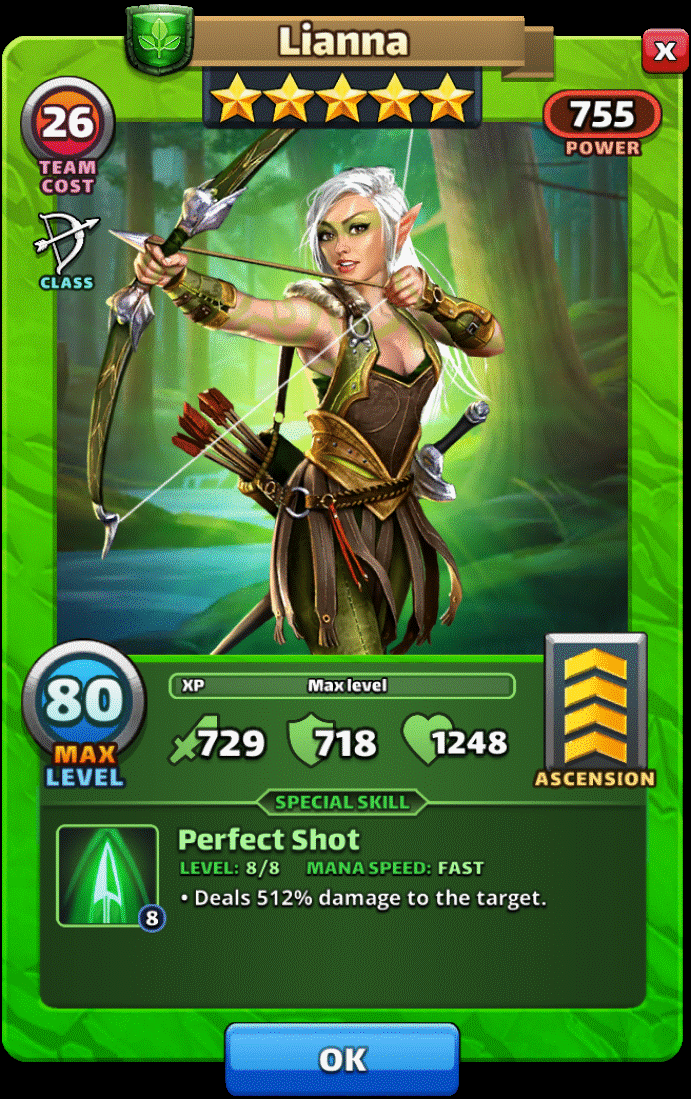 Lianna
X
26
TEAM
COST
755
POWER
CLASS
80
MAX
LEVEL
XP Max level
729 718 1248
ASCENSION
SPECIAL SKILL
Perfect Shot
LEVEL: 8/8 MANA SPEED: FAST
• Deals 512% damage to the target.
8
OK